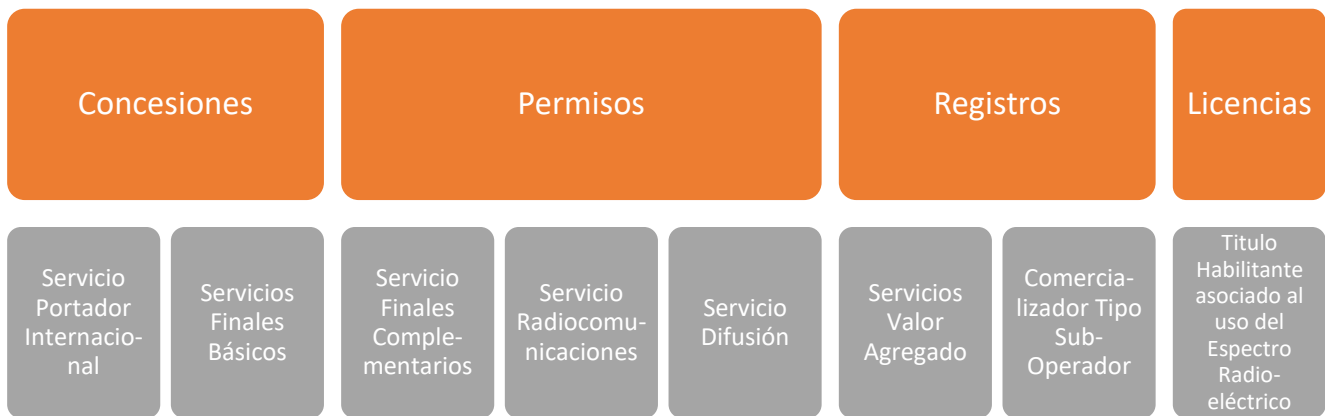 Concesiones
Permisos
Registros
Licencias
Servicio
Portador
Internacio-
nal
Servicios
Finales
Básicos
Servicio
Finales
Comple-
mentarios
Servicio
Radiocomu-
nicaciones
Servicio
Difusión
Servicios
Valor
Agregado
Comercia-
lizador Tipo
Sub-
Operador
Titulo
Habilitante
asociado al
uso del
Espectro
Radio-
eléctrico